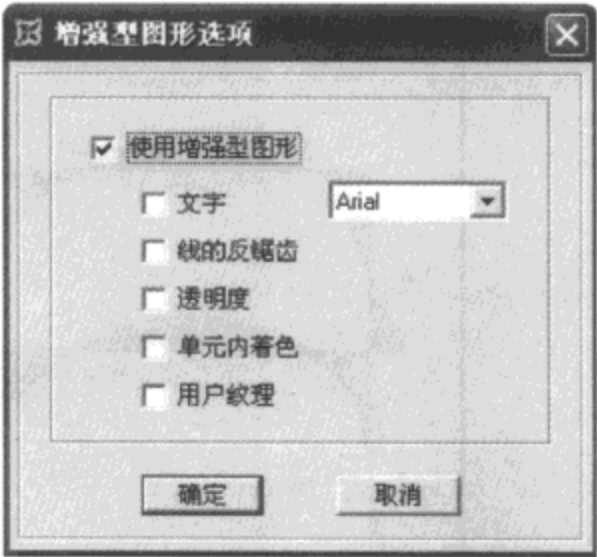 增强型图形选项
使用增强型图形
文字 Arial
线的反锯齿
透明度
单元内著色
用户纹理
确定 取消